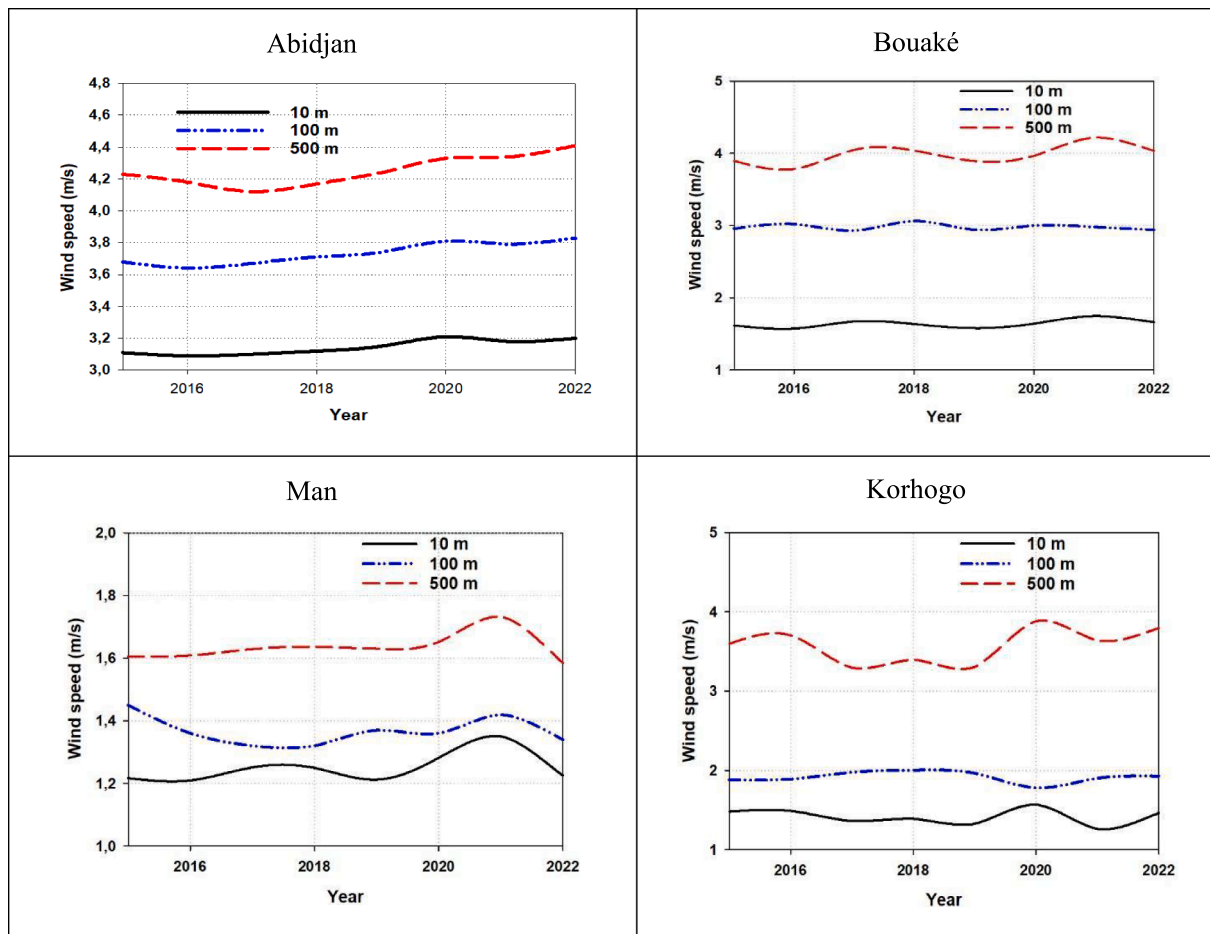 Abidjan
4,8
4,6
4,4
4,2
4,0
3,8
3,6
3,4
3,2
3,0
Wind speed (m/s)
10 m
100 m
500 m
2016
2018
2020
2022
Year
Bouaké
5
4
3
2
1
Wind speed (m/s)
10 m
100 m
500 m
2016
2018
2020
2022
Year
Man
2,0
1,8
1,6
1,4
1,2
1,0
Wind speed (m/s)
10 m
100 m
500 m
2016
2018
2020
2022
Year
Korhogo
5
4
3
2
1
Wind speed (m/s)
10 m
100 m
500 m
2016
2018
2020
2022
Year